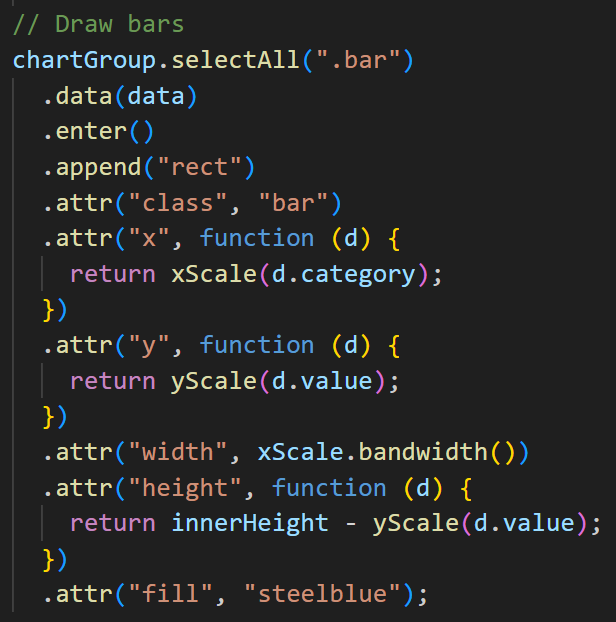 // Draw bars
chartGroup.selectAll(".bar")
  .data(data)
  .enter()
  .append("rect")
  .attr("class", "bar")
  .attr("x", function (d) {
    return xScale(d.category);
  })
  .attr("y", function (d) {
    return yScale(d.value);
  })
  .attr("width", xScale.bandwidth())
  .attr("height", function (d) {
    return innerHeight - yScale(d.value);
  })
  .attr("fill", "steelblue");